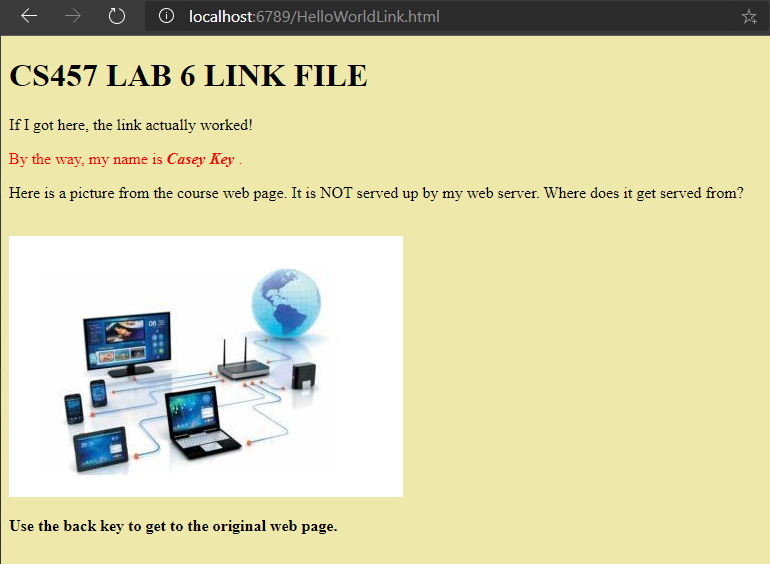 localhost:6789/HelloWorldLink.html
CS457 LAB 6 LINK FILE
If I got here, the link actually worked!
By the way, my name is Casey Key .
Here is a picture from the course web page. It is NOT served up by my web server. Where does it get served from?
08:35
Use the back key to get to the original web page.